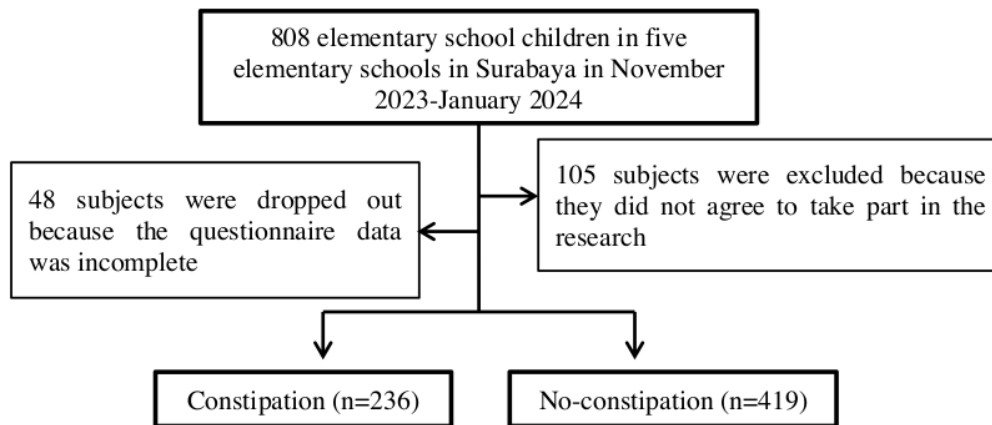 808 elementary school children in five
elementary schools in Surabaya in November
2023-January 2024
105 subjects were excluded because
they did not agree to take part in the
research
48 subjects were dropped out
because the questionnaire data
was incomplete
Constipation (n=236)
No-constipation (n=419)